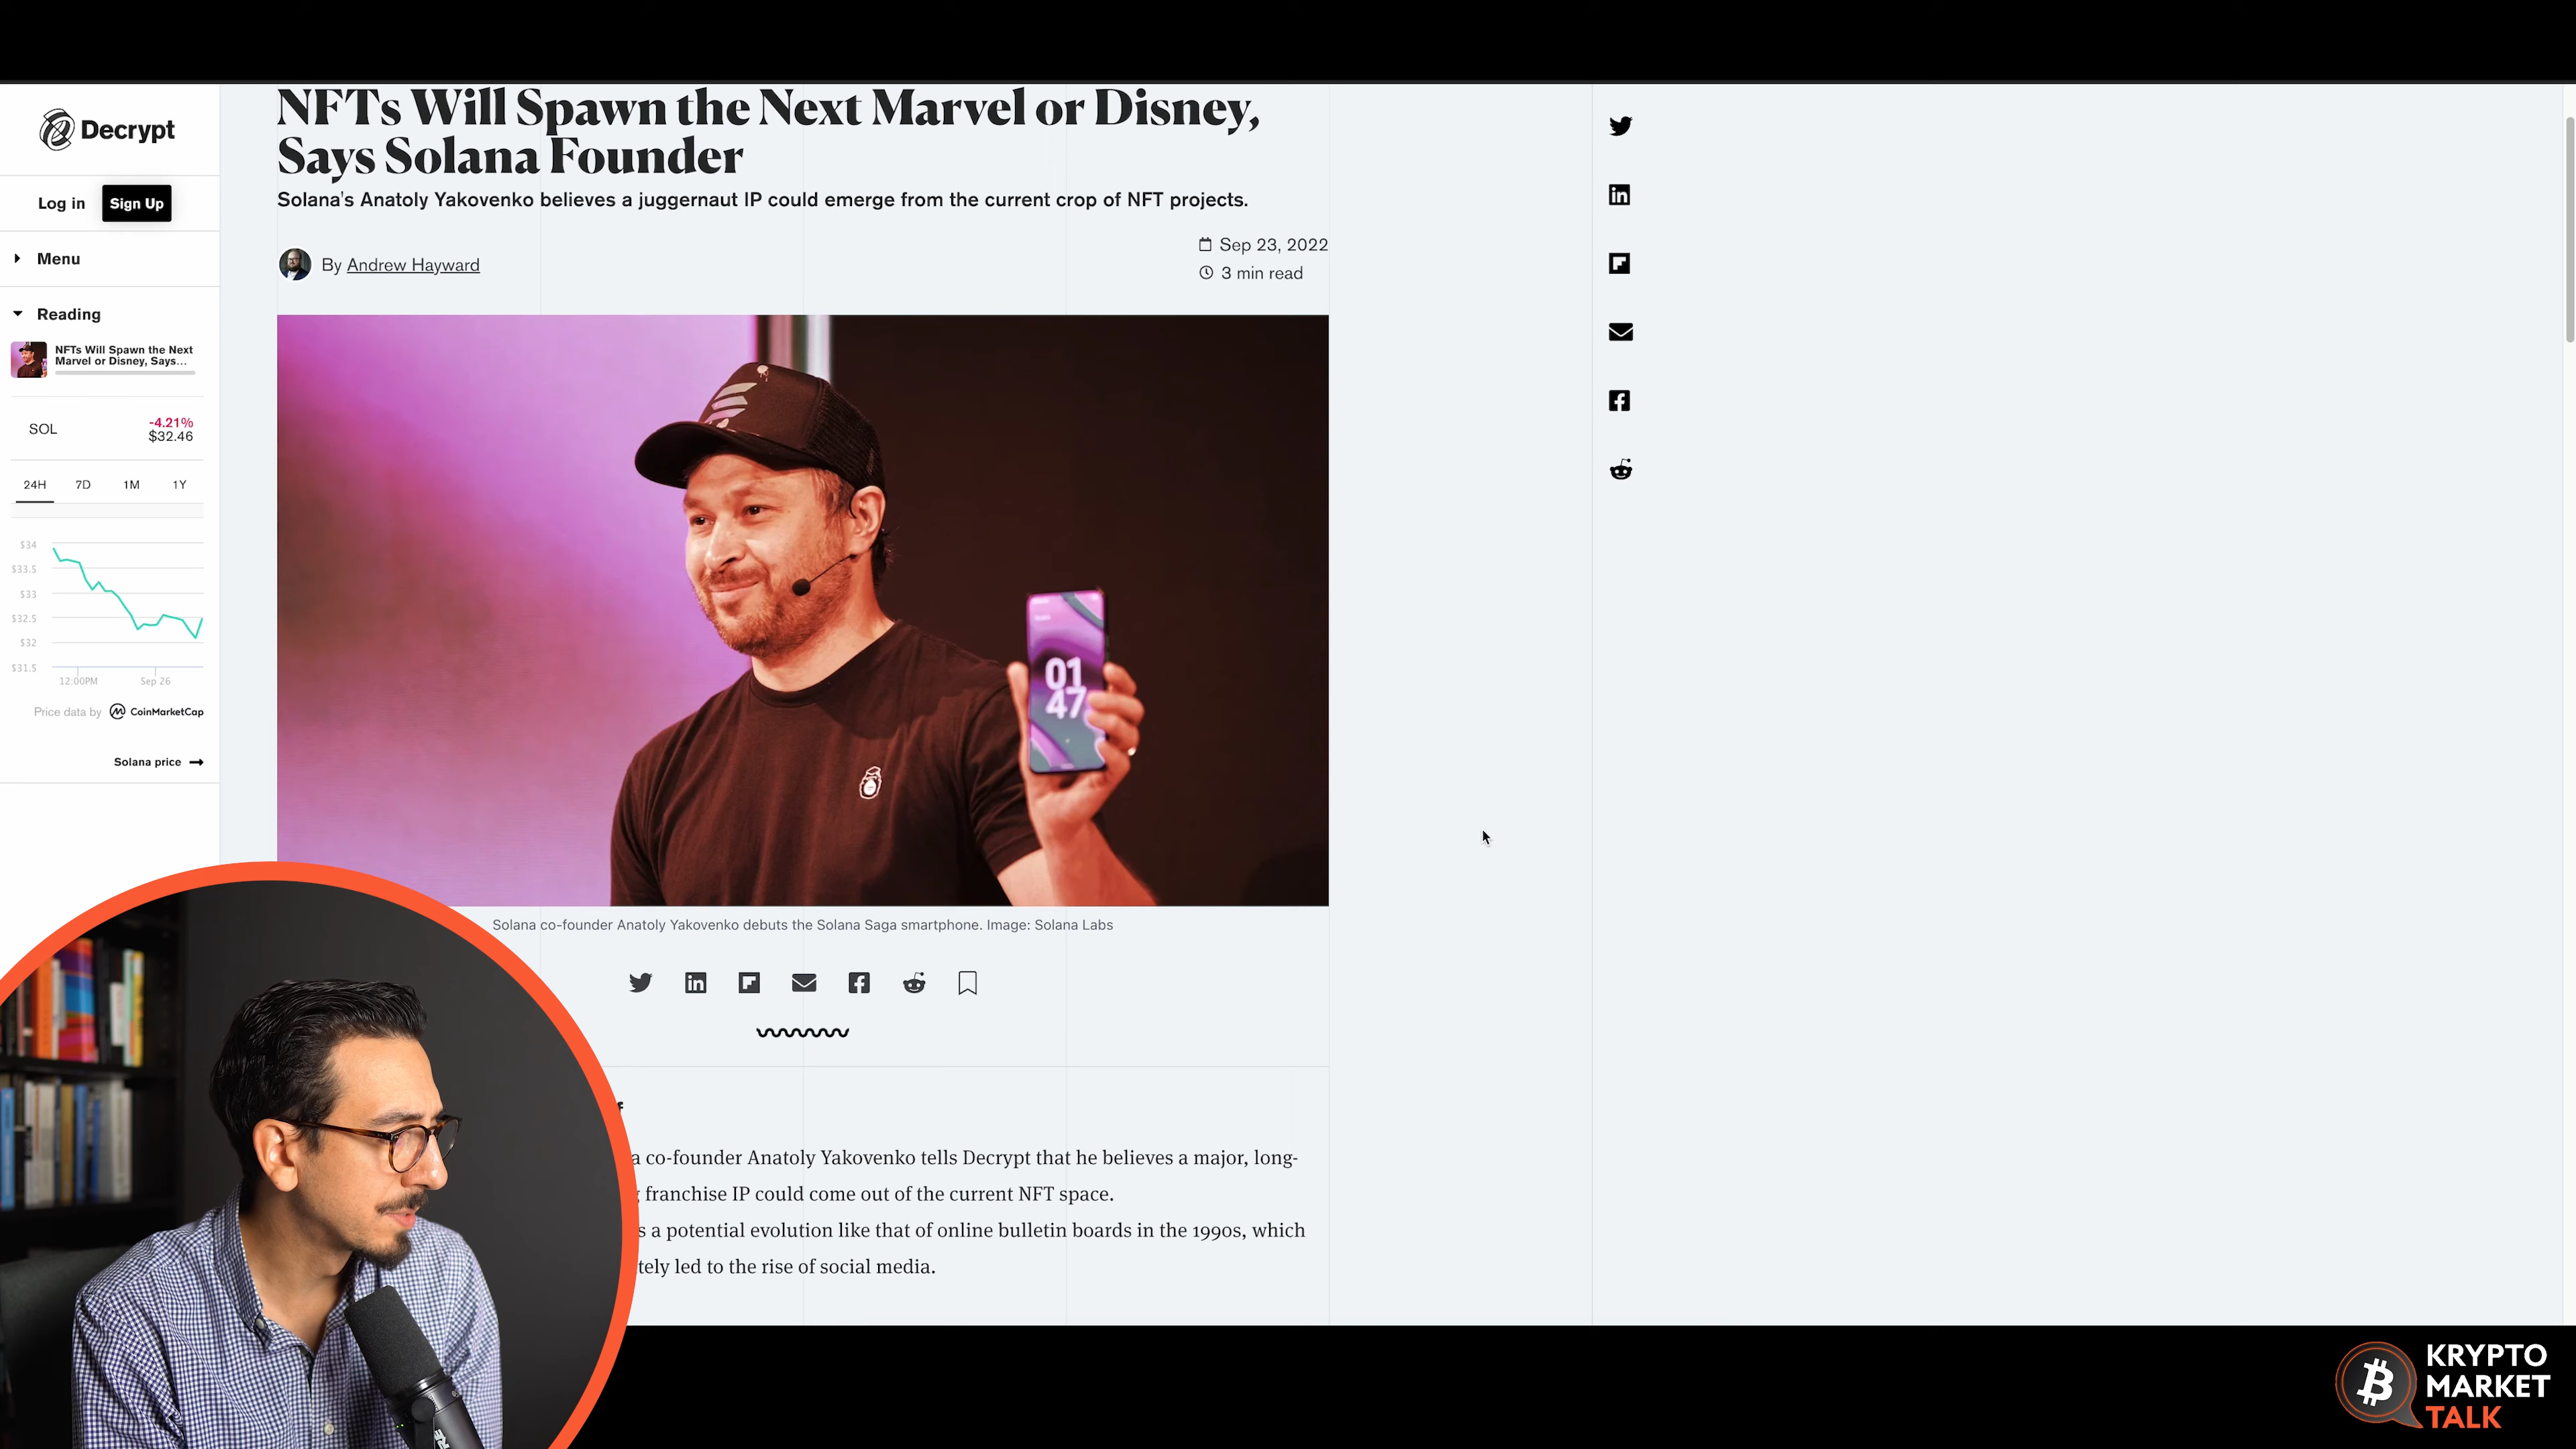 NFTs Will Spawn the Next Marvel or Disney,
Says Solana Founder
Solana's Anatoly Yakovenko believes a juggernaut IP could emerge from the current crop of NFT projects.
By Andrew Hayward
Sep 23, 2022
3 min read
Decrypt
Log in
Sign Up
Menu
Reading
NFTs Will Spawn the Next
Marvel or Disney, Says...
SOL
-4.21%
$32.46
24H 7D 1M 1Y
$34
$33.5
$33
$32.5
$32
$31.5
12:00PM Sep 26
Price data by CoinMarketCap
Solana price
01
47
Solana co-founder Anatoly Yakovenko debuts the Solana Saga smartphone. Image: Solana Labs
a co-founder Anatoly Yakovenko tells Decrypt that he believes a major, long-
franchise IP could come out of the current NFT space.
s a potential evolution like that of online bulletin boards in the 1990s, which
tely led to the rise of social media.
KRYPTO
MARKET
TALK